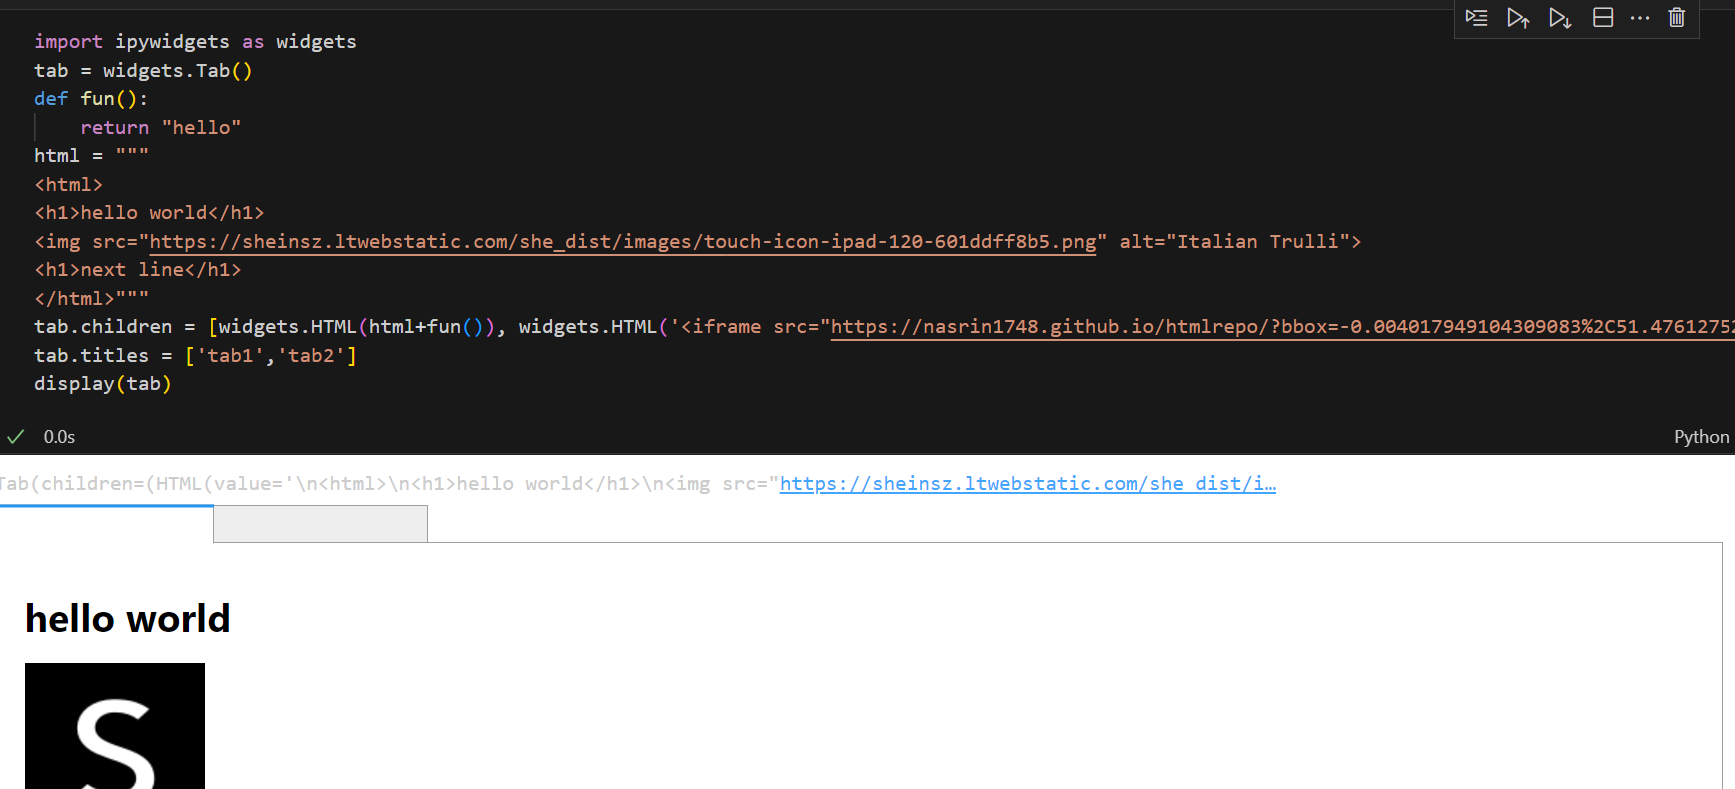 import ipywidgets as widgets
tab = widgets.Tab()
def fun():
    return "hello"
html = """
<html>
<h1>hello world</h1>
<img src="https://sheinsz.ltwebstatic.com/she_dist/images/touch-icon-ipad-120-601ddff8b5.png" alt="Italian Trulli">
<h1>next line</h1>
</html>"""
tab.children = [widgets.HTML(html+fun()), widgets.HTML('<iframe src="https://nasrin1748.github.io/htmlrepo/?bbox=-0.004017949104309083%2C51.47612752
tab.titles = ['tab1','tab2']
display(tab)
0.0s
Python
Tab(children=(HTML(value='\n<html>\n<h1>hello world</h1>\n<img src="https://sheinsz.ltwebstatic.com/she_dist/i…
hello world
S